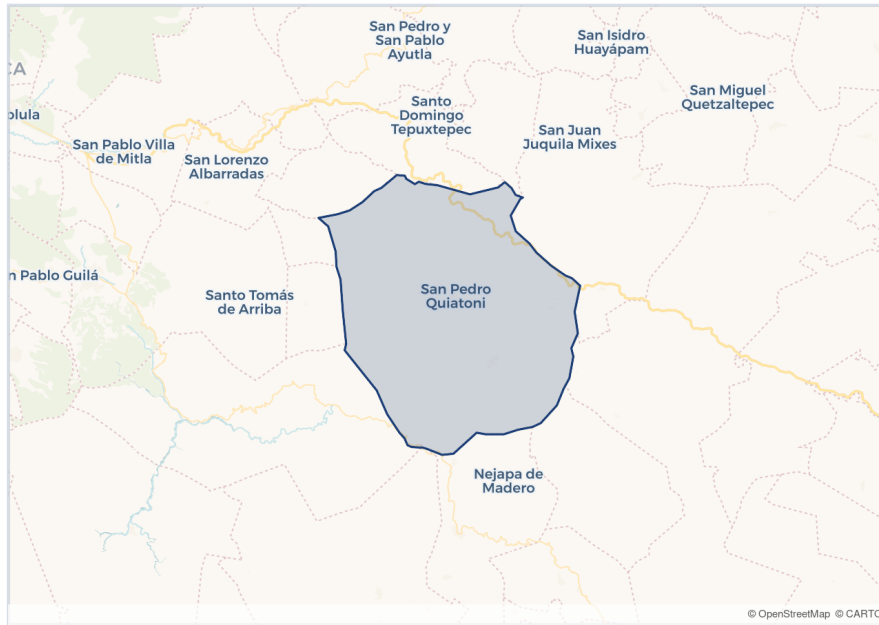 San Pedro y
San Pablo
Ayutla
San Isidro
Huayápam
CA
San Miguel
Quetzaltepec
Santo
Domingo
Tepuxtepec
olula
San Juan
Juquila Mixes
San Pablo Villa
de Mitla
San Lorenzo
Albarradas
n Pablo Guilá
Santo Tomás
de Arriba
San Pedro
Quiatoni
Nejapa de
Madero
© OpenStreetMap © CARTO